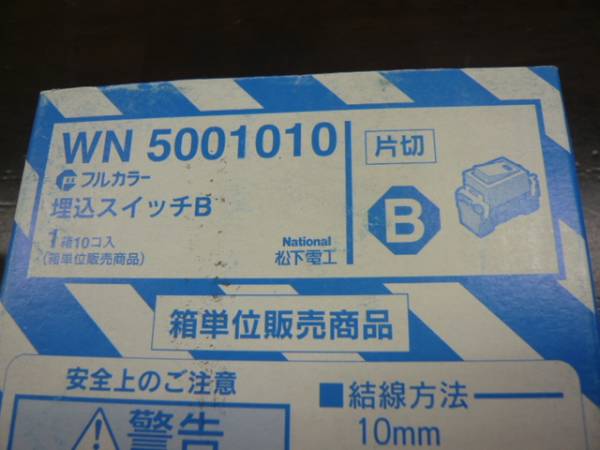 WN 5001010
フルカラー
埋込スイッチB
1箱10コ入
(箱単位販売商品)
National
松下電工
片切
B
箱単位販売商品
安全上のご注意
警告
■結線方法
10mm